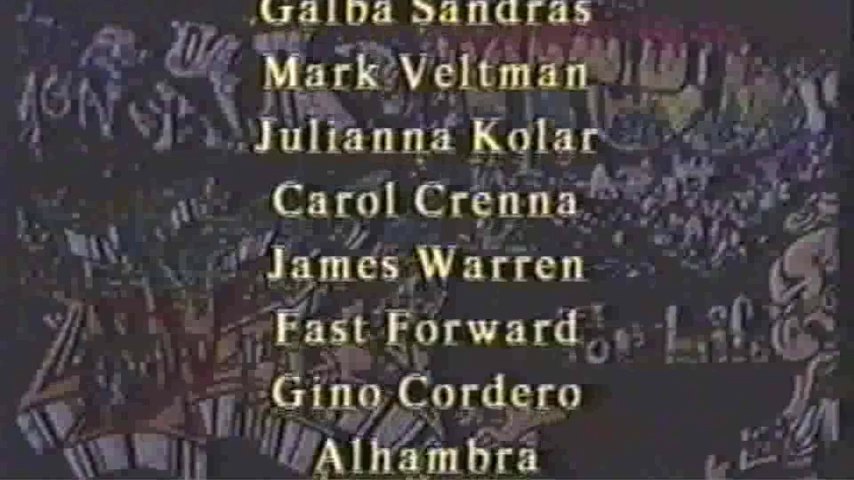 Galba Sandras
Mark Veltman
Julianna Kolar
Carol Crenna
James Warren
Fast Forward
Gino Cordero
Alhambra